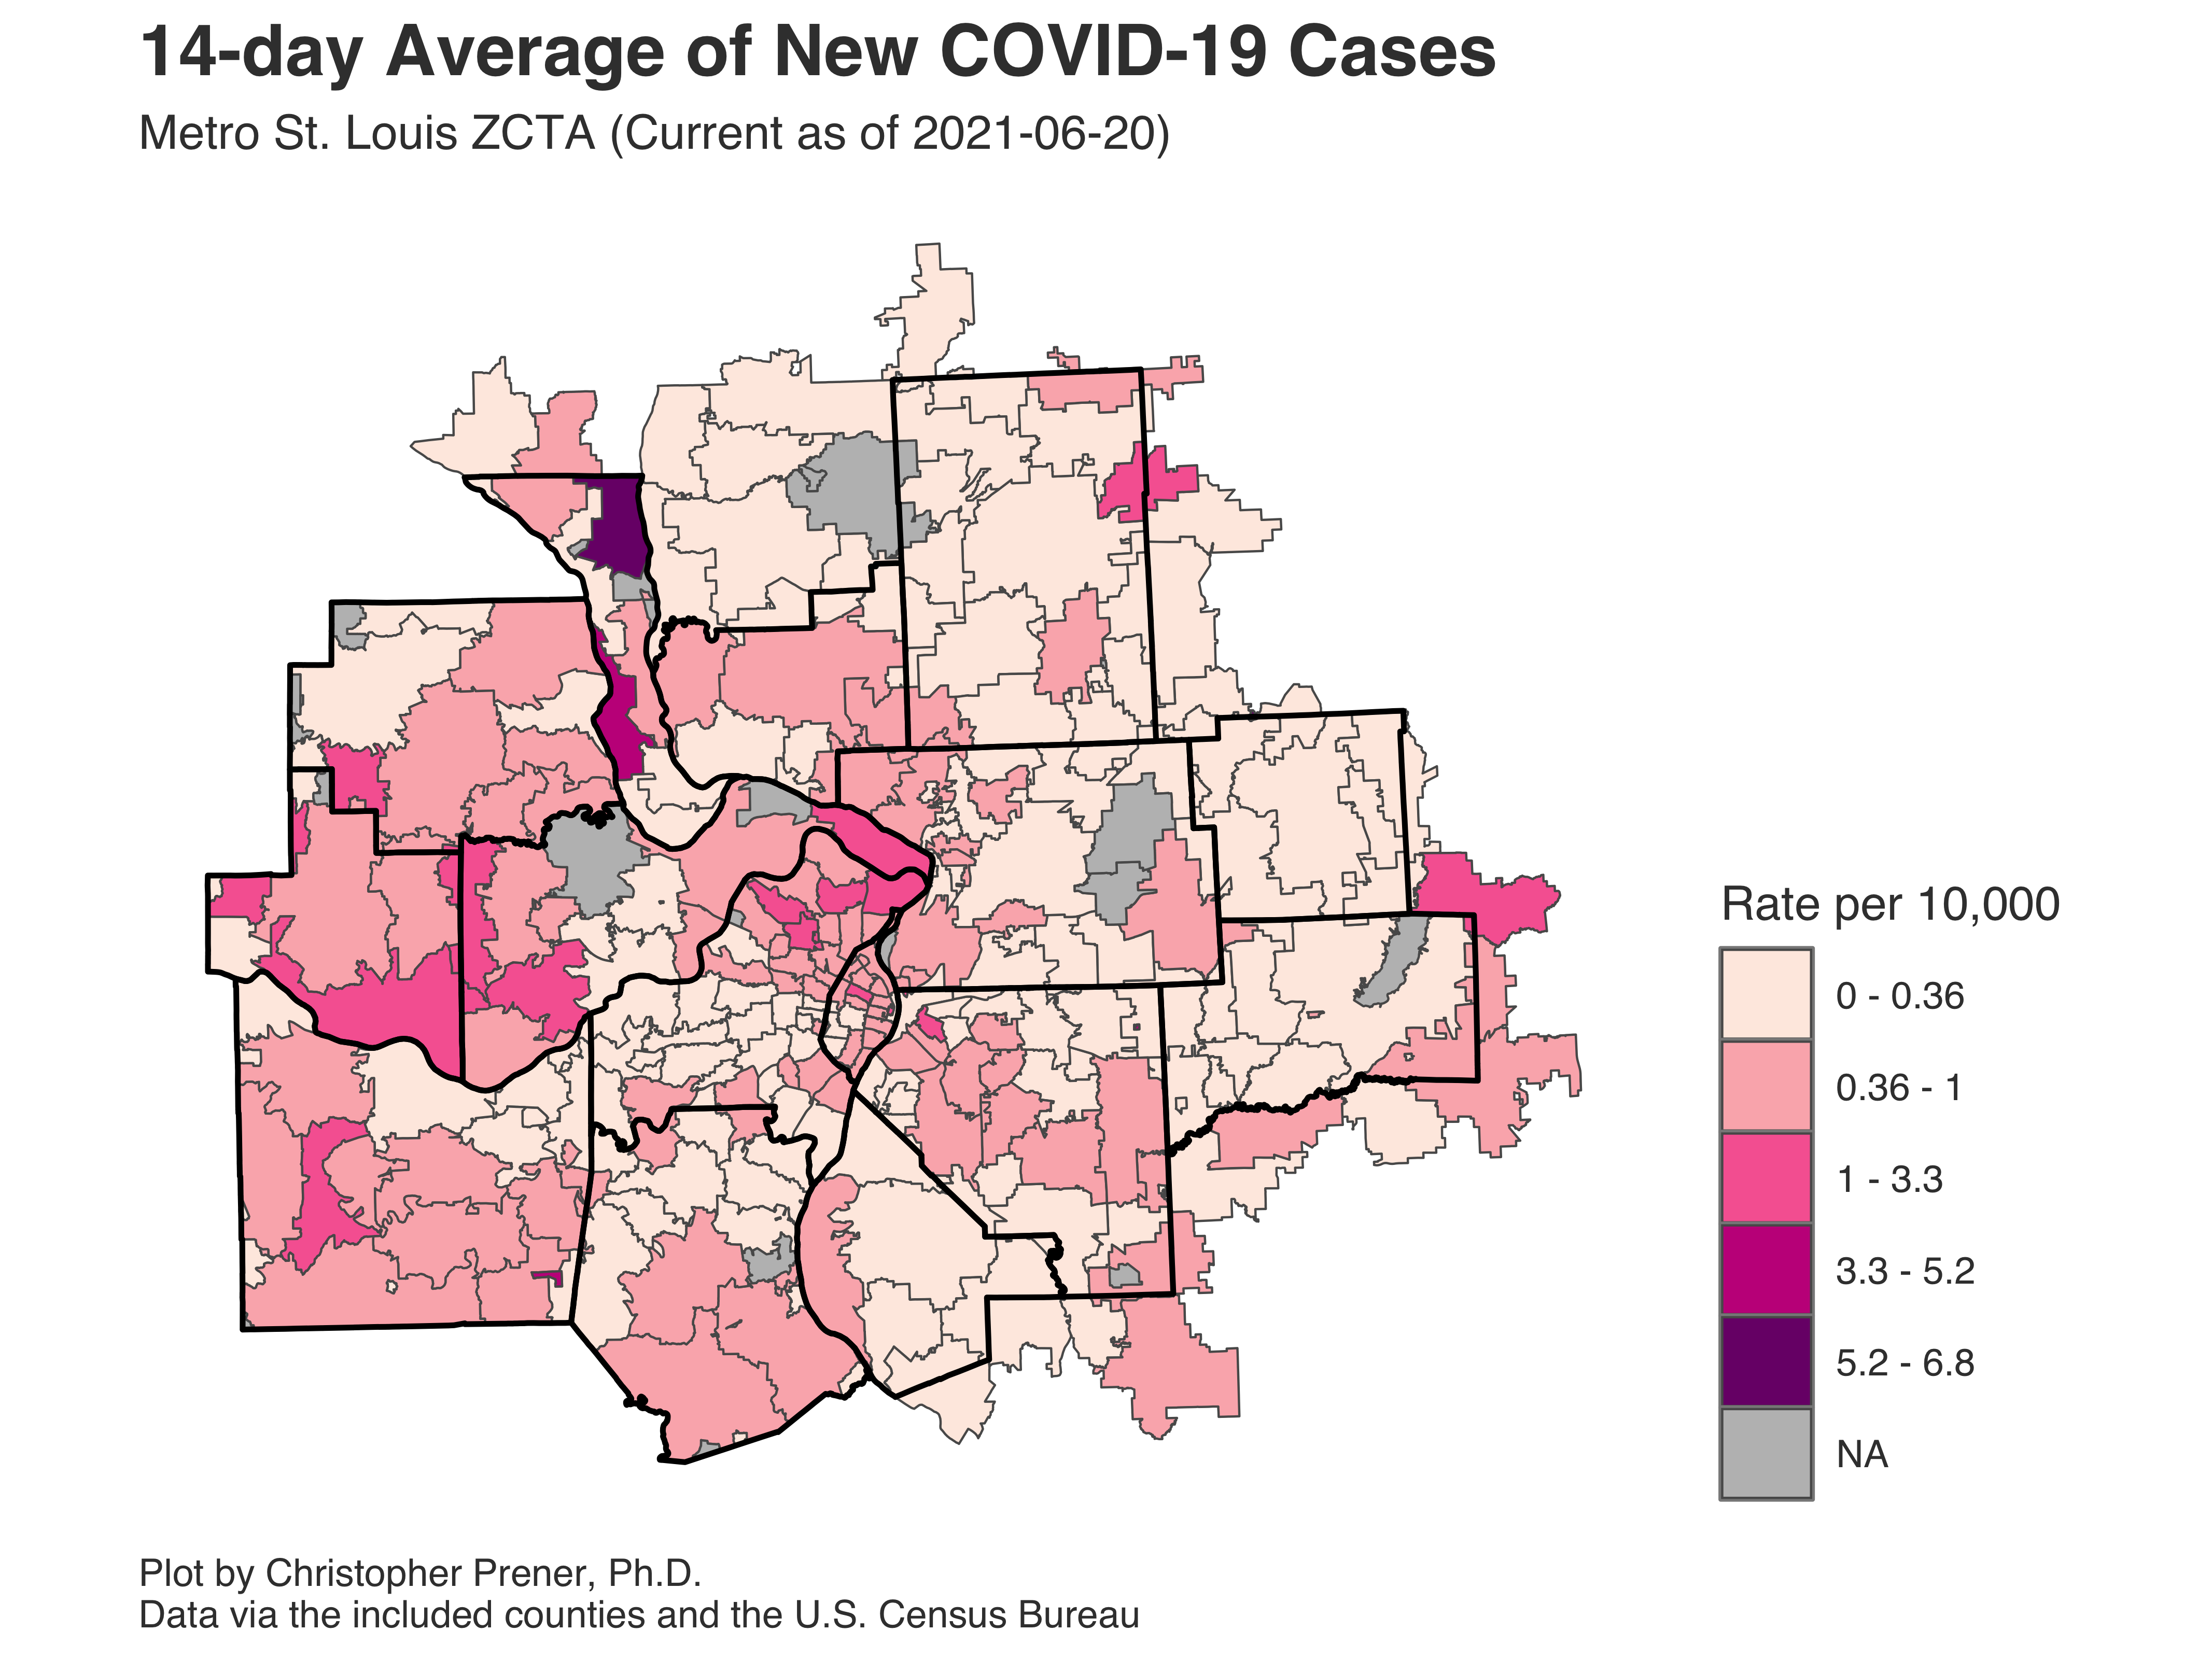 14-day Average of New COVID-19 Cases
Metro St. Louis ZCTA (Current as of 2021-06-20)
Rate per 10,000
0 - 0.36
0.36 - 1
1 - 3.3
3.3 - 5.2
5.2 - 6.8
NA
Plot by Christopher Prener, Ph.D.
Data via the included counties and the U.S. Census Bureau